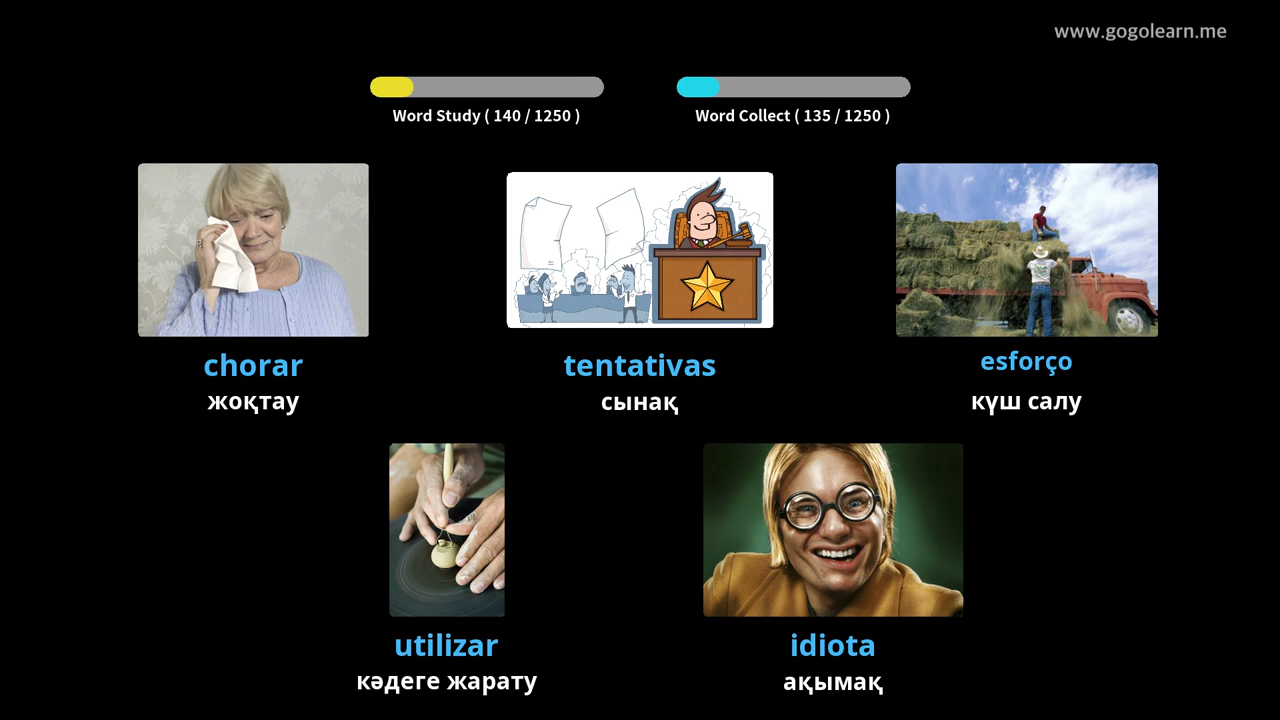 www.gogolearn.me
Word Study ( 140 / 1250 )
Word Collect ( 135 / 1250 )
chorar
жоқтау
tentativas
сынақ
esforço
күш салу
utilizar
кәдеге жарату
idiota
ақымақ